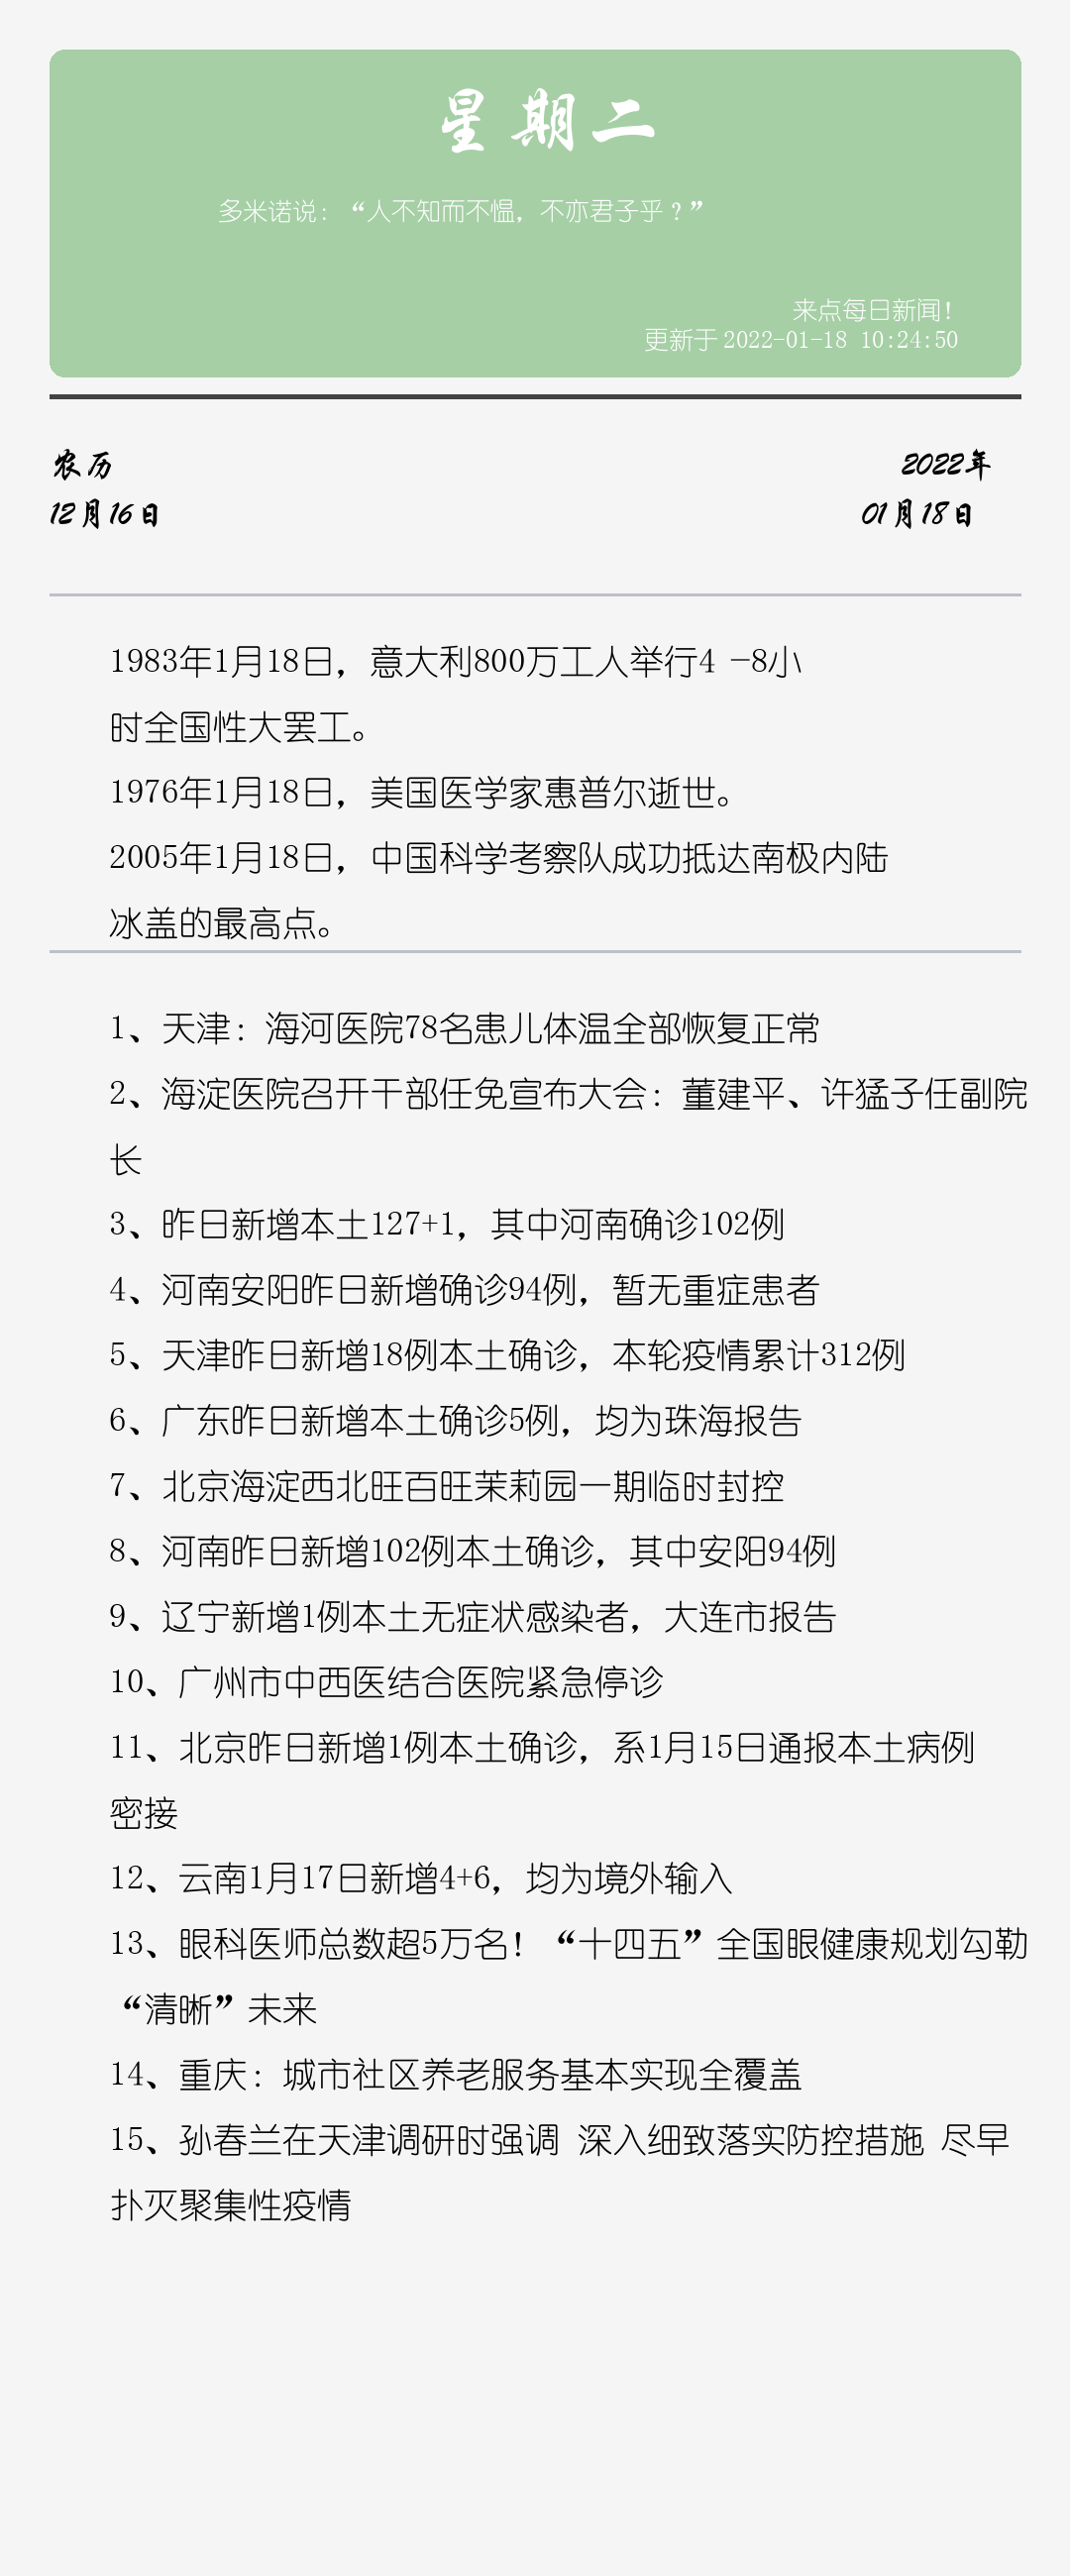 星期二
多米诺说：“人不知而不愠，不亦君子乎？”
来点每日新闻！
更新于 2022-01-18 10:24:50
农历
2022年
12月16日
01月18日
1983年1月18日，意大利800万工人举行4 -8小
时全国性大罢工。
1976年1月18日，美国医学家惠普尔逝世。
2005年1月18日，中国科学考察队成功抵达南极内陆
冰盖的最高点。
1、天津：海河医院78名患儿体温全部恢复正常
2、海淀医院召开干部任免宣布大会：董建平、许猛子任副院
长
3、昨日新增本土127+1，其中河南确诊102例
4、河南安阳昨日新增确诊94例，暂无重症患者
5、天津昨日新增18例本土确诊，本轮疫情累计312例
6、广东昨日新增本土确诊5例，均为珠海报告
7、北京海淀西北旺百旺茉莉园一期临时封控
8、河南昨日新增102例本土确诊，其中安阳94例
9、辽宁新增1例本土无症状感染者，大连市报告
10、广州市中西医结合医院紧急停诊
11、北京昨日新增1例本土确诊，系1月15日通报本土病例
密接
12、云南1月17日新增4+6，均为境外输入
13、眼科医师总数超5万名！“十四五”全国眼健康规划勾勒
“清晰”未来
14、重庆：城市社区养老服务基本实现全覆盖
15、孙春兰在天津调研时强调 深入细致落实防控措施 尽早
扑灭聚集性疫情